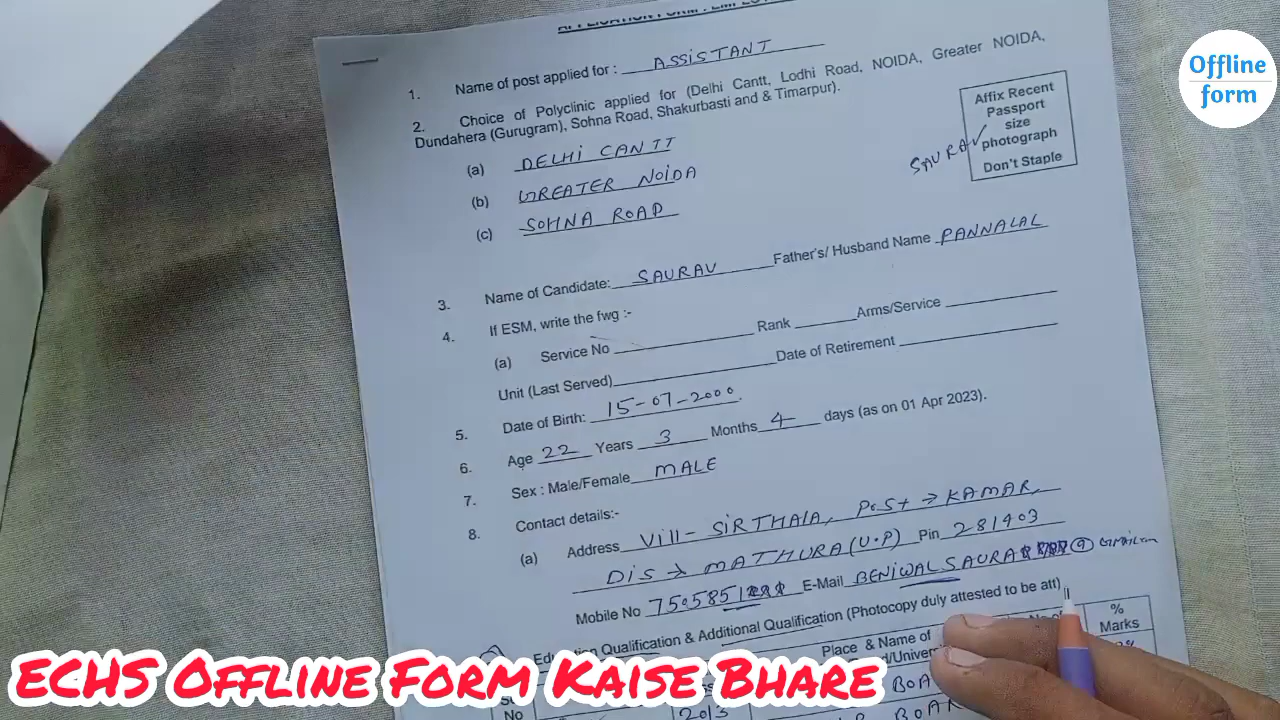 APPLICATION FORM : EMPLOY
1. Name of post applied for : ASSISTANT
2. Choice of Polyclinic applied for (Delhi Cantt, Lodhi Road, NOIDA, Greater NOIDA,
Dundahera (Gurugram), Sohna Road, Shakurbasti and & Timarpur).
(a) DELHI CANTT
(b) GREATER NOIDA
(c) SOHNA ROAD
Affix Recent
Passport
size
photograph
Don't Staple
SAURAV
3. Name of Candidate: SAURAV Father's/ Husband Name PANNALAL
4. If ESM, write the fwg :-
(a) Service No Rank Arms/Service
Unit (Last Served) Date of Retirement
5. Date of Birth: 15-07-2000
6. Age 22 Years 3 Months 4 days (as on 01 Apr 2023).
7. Sex : Male/Female MALE
8. Contact details:-
(a) Address Vill- SIRTHALA, Post → KAMAR,
Dis → MATHURA (U.P) Pin 281403
Mobile No E-Mail
Education Qualification & Additional Qualification (Photocopy duly attested to be att)
Place & Name of
%
Marks
No
2013
Offline
form
ECHS Offline Form Kaise Bhare